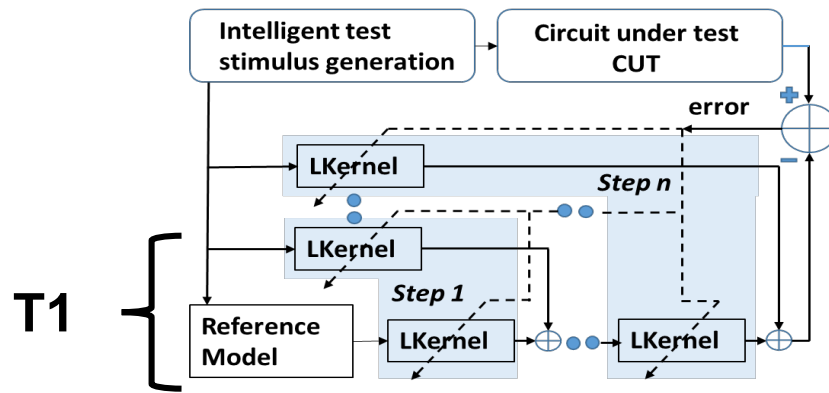 Intelligent test
stimulus generation
Circuit under test
CUT
+
error
−
LKernel
Step n
LKernel
T1
Step 1
Reference
Model
LKernel
LKernel